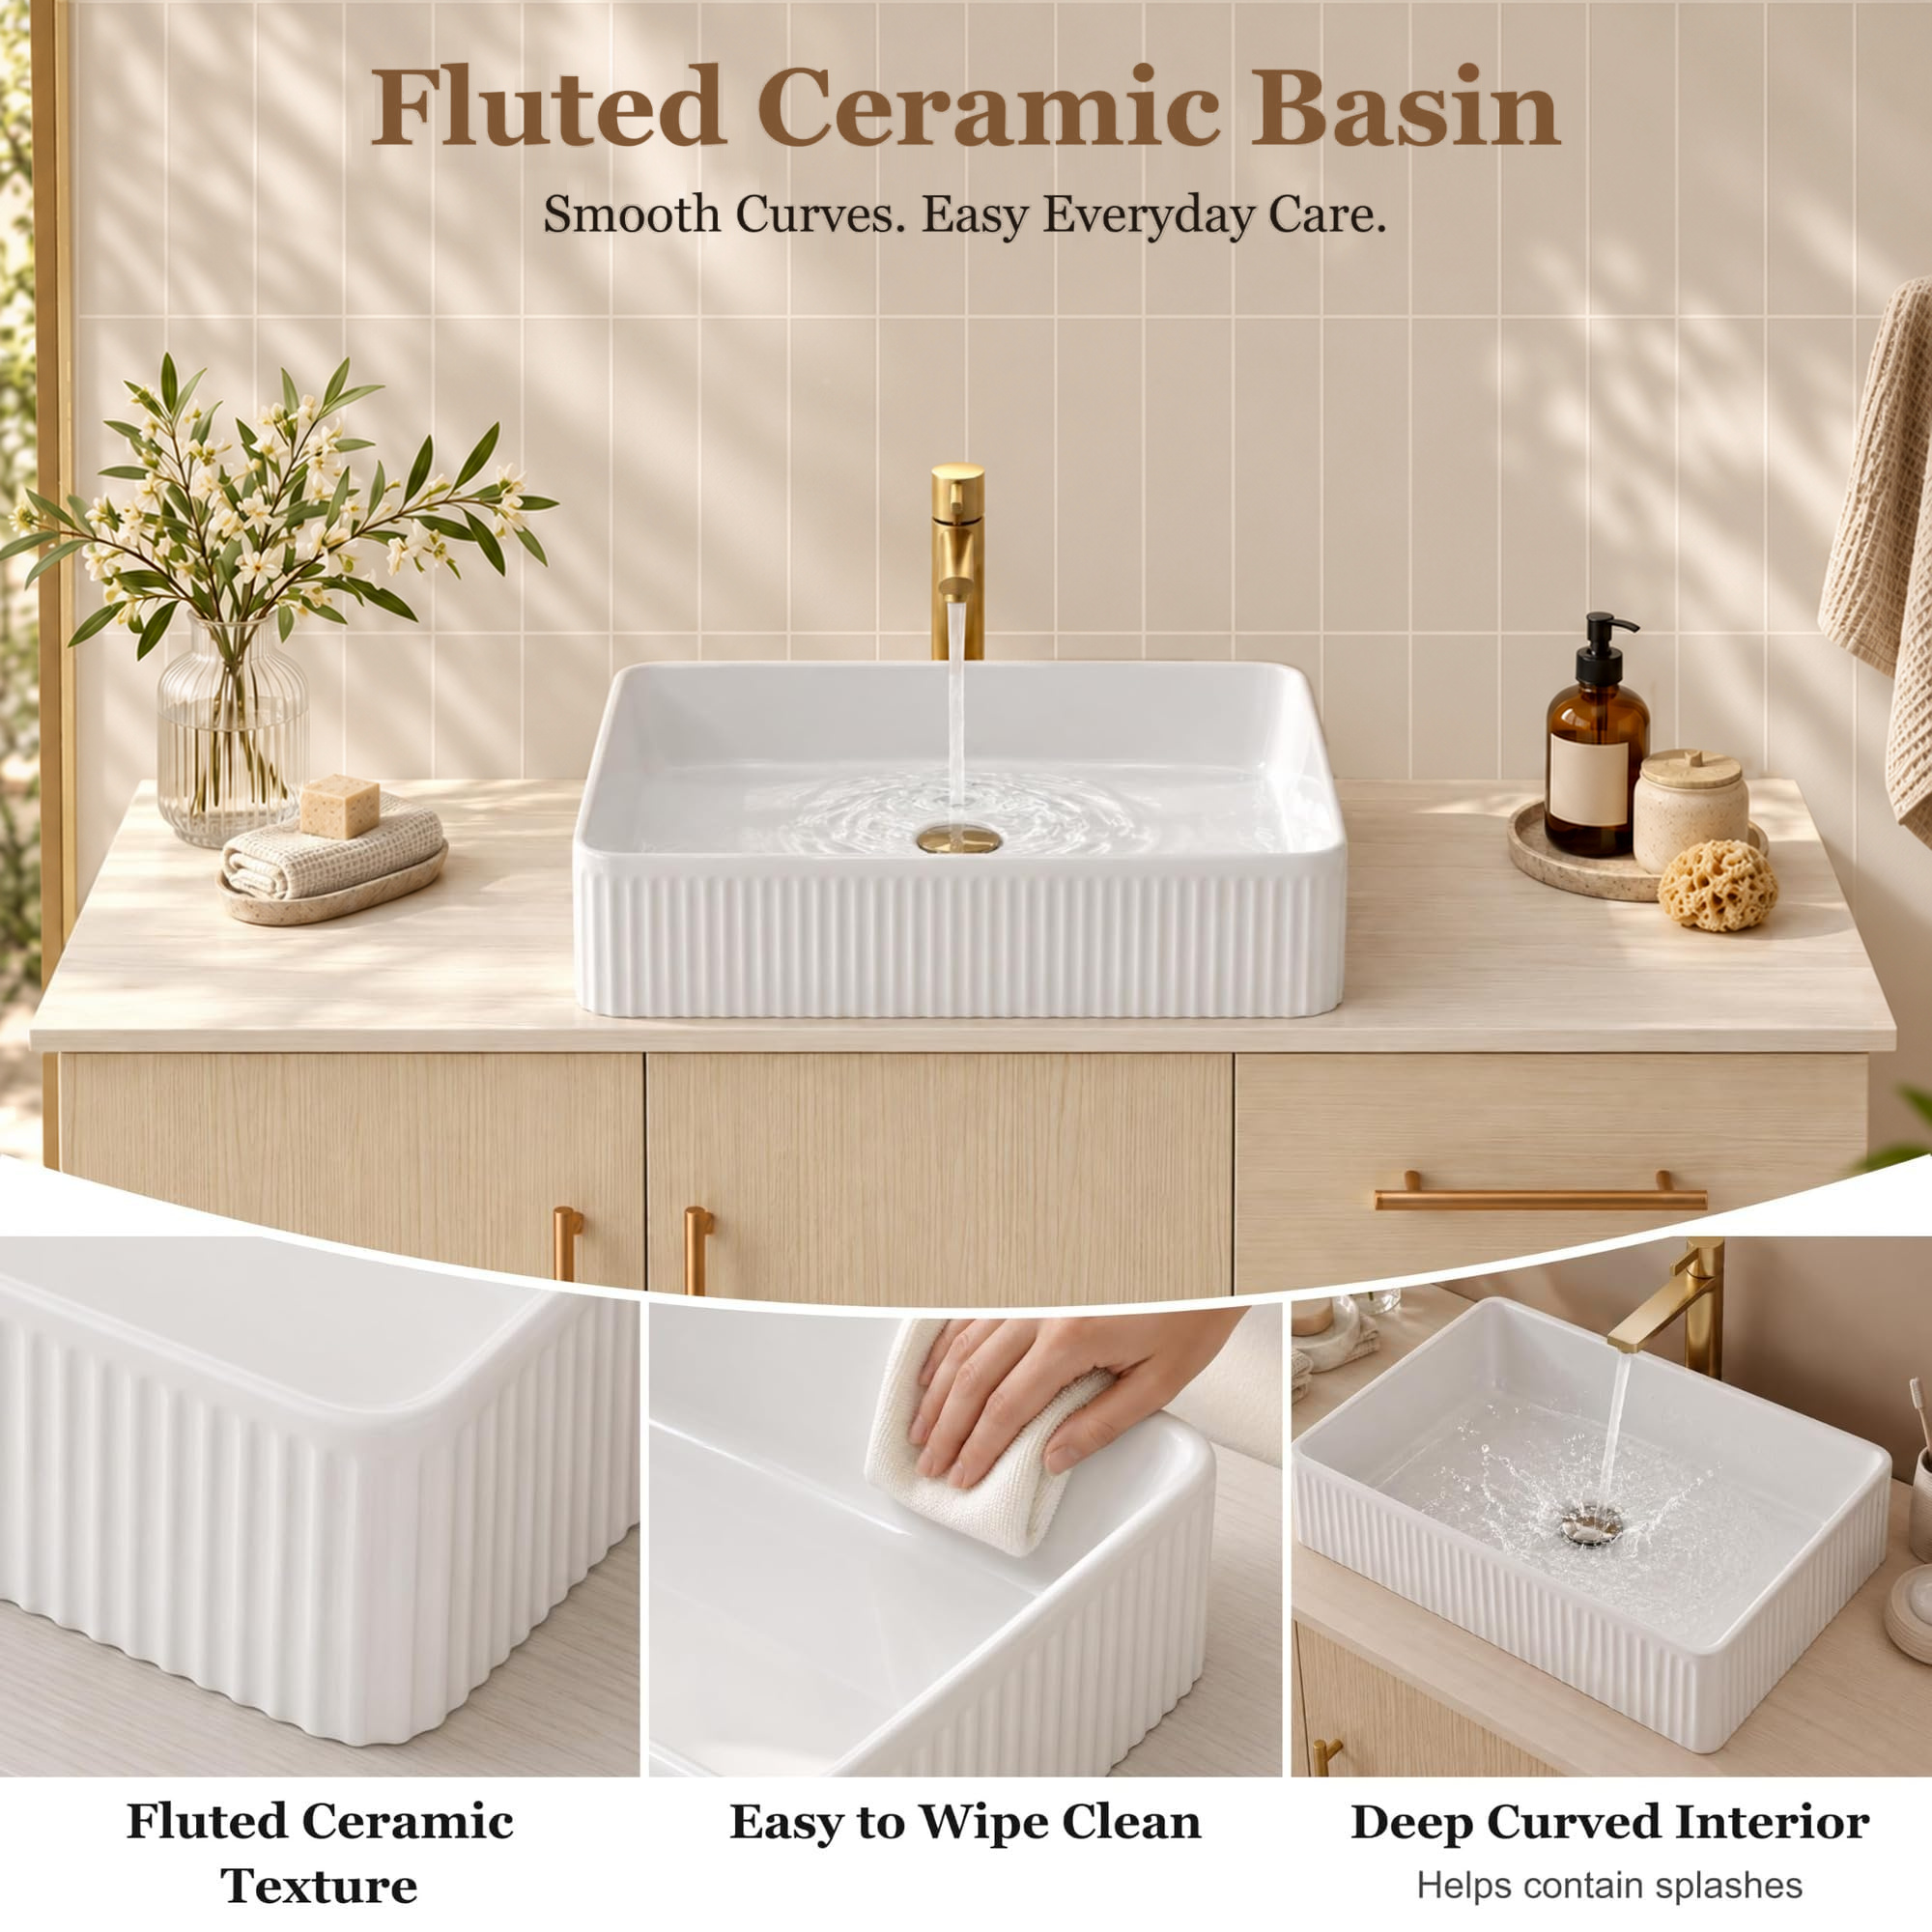 Fluted Ceramic Basin
Smooth Curves. Easy Everyday Care.
Fluted Ceramic
Texture
Easy to Wipe Clean
Deep Curved Interior
Helps contain splashes